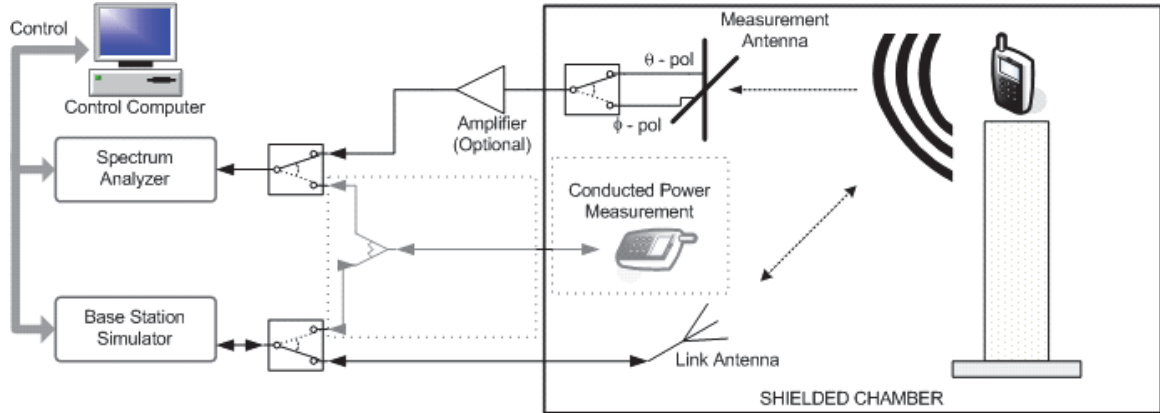 Control
Control Computer
Spectrum
Analyzer
Base Station
Simulator
Amplifier
(Optional)
θ - pol
ϕ - pol
Measurement
Antenna
Conducted Power
Measurement
Link Antenna
SHIELDED CHAMBER